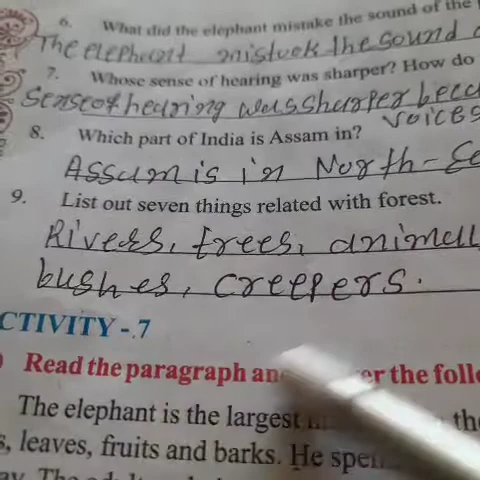 6. What did the elephant mistake the sound of the
The elephant mistook the sound
7. Whose sense of hearing was sharper? How do
Sense of hearing was sharper
voices
8. Which part of India is Assam in?
Assam is in North-
9. List out seven things related with forest.
Rivers, trees, animal
bushes, creepers.
CTIVITY - 7
Read the paragraph an er the foll
The elephant is the largest
s, leaves, fruits and barks. He spen
ay. The